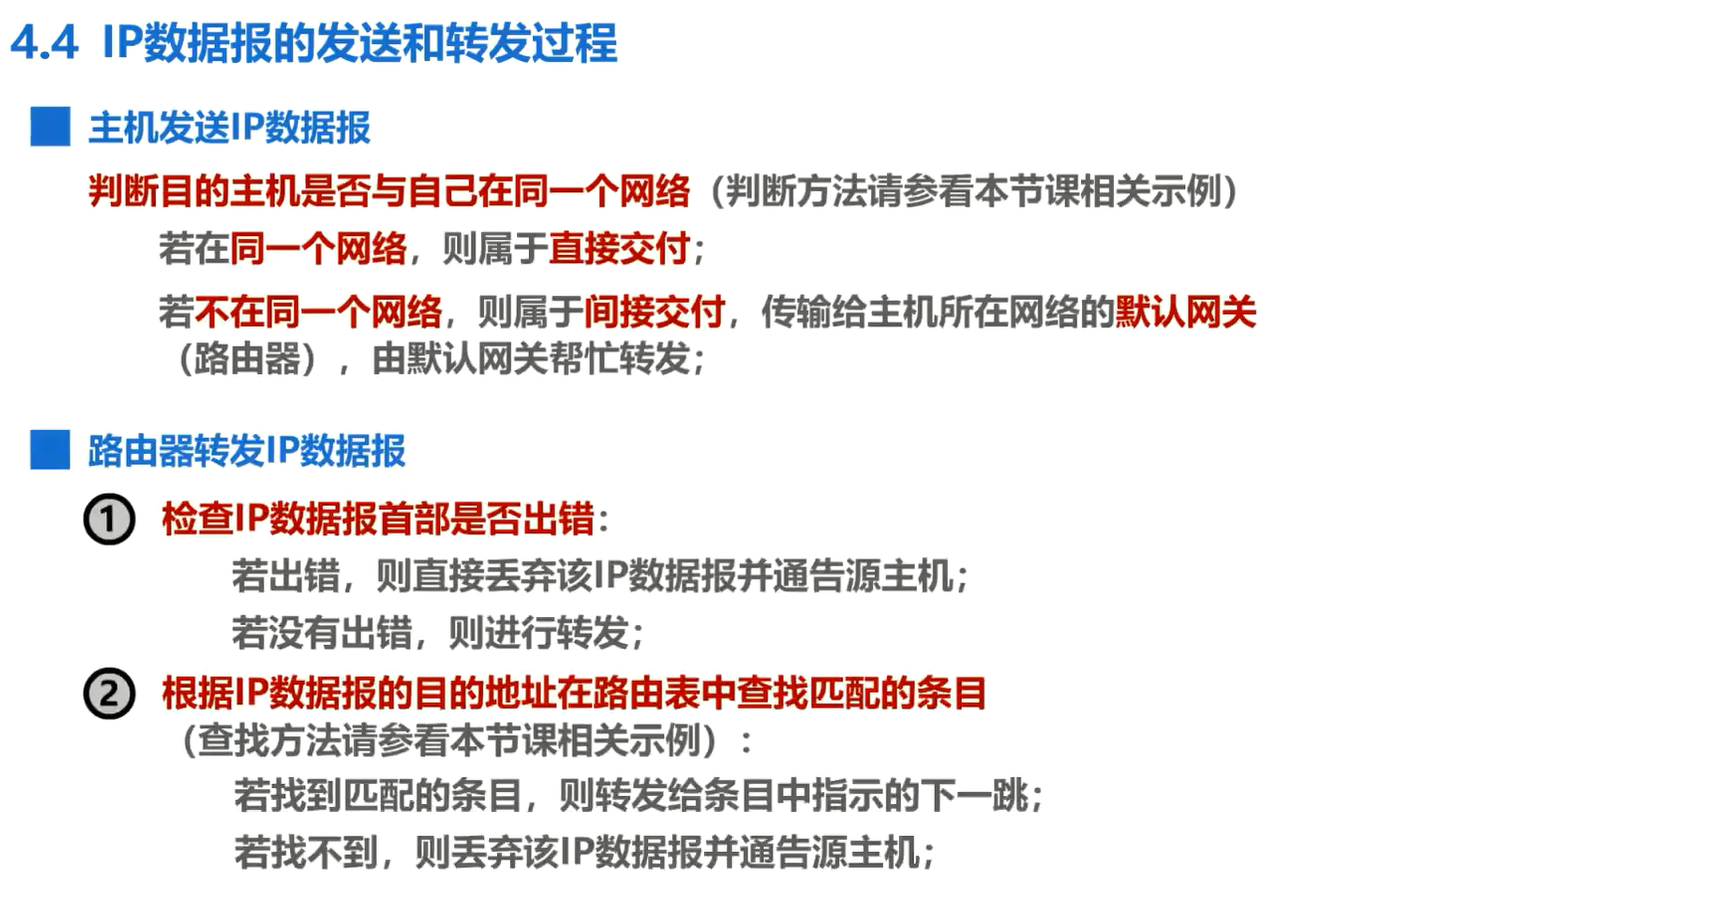 4.4 IP数据报的发送和转发过程
主机发送IP数据报
判断目的主机是否与自己在同一个网络（判断方法请参看本节课相关示例）
若在同一个网络，则属于直接交付；
若不在同一个网络，则属于间接交付，传输给主机所在网络的默认网关
（路由器），由默认网关帮忙转发；
路由器转发IP数据报
① 检查IP数据报首部是否出错：
若出错，则直接丢弃该IP数据报并通告源主机；
若没有出错，则进行转发；
② 根据IP数据报的目的地址在路由表中查找匹配的条目
（查找方法请参看本节课相关示例）：
若找到匹配的条目，则转发给条目中指示的下一跳；
若找不到，则丢弃该IP数据报并通告源主机；